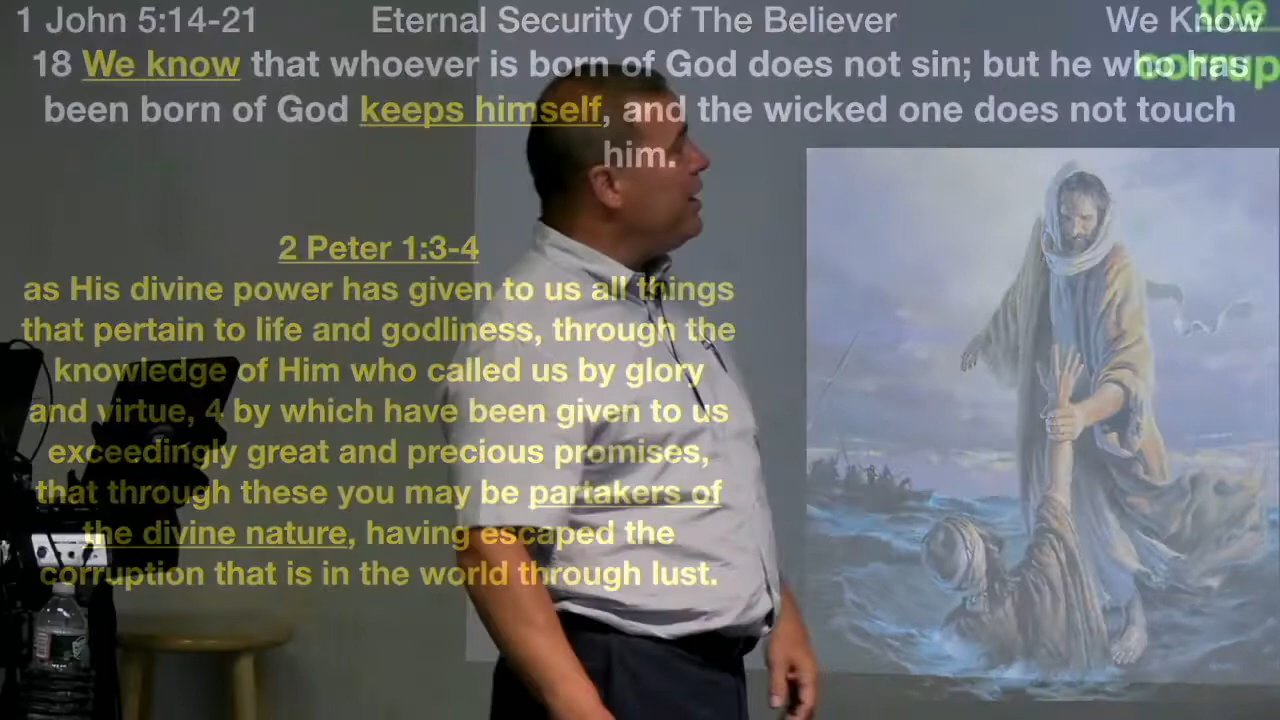 1 John 5:14-21 Eternal Security Of The Believer We Know
18 We know that whoever is born of God does not sin; but he who has
been born of God keeps himself, and the wicked one does not touch
him.
the
corrup
2 Peter 1:3-4
as His divine power has given to us all things
that pertain to life and godliness, through the
knowledge of Him who called us by glory
and virtue, 4 by which have been given to us
exceedingly great and precious promises,
that through these you may be partakers of
the divine nature, having escaped the
corruption that is in the world through lust.